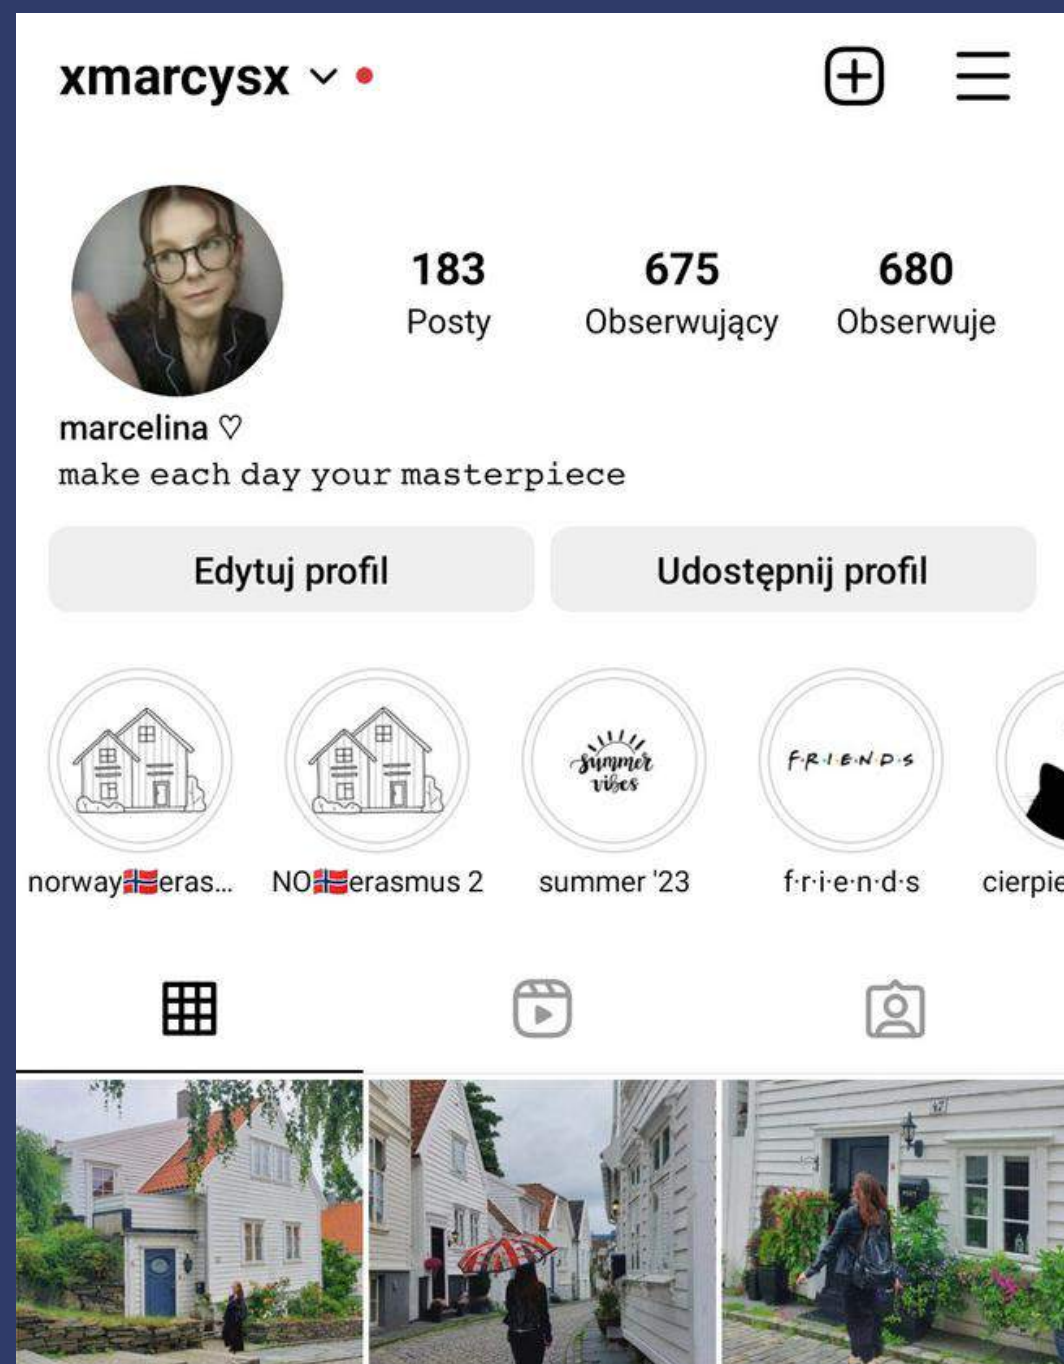 xmarcysx
183 675 680
Posty Obserwujący Obserwuje
marcelina ♡
make each day your masterpiece
Edytuj profil Udostępnij profil
summer
vibes
F·R·I·E·N·D·S
norway🇳🇴eras... NO🇳🇴erasmus 2 summer '23 f·r·i·e·n·d·s cierpie
47